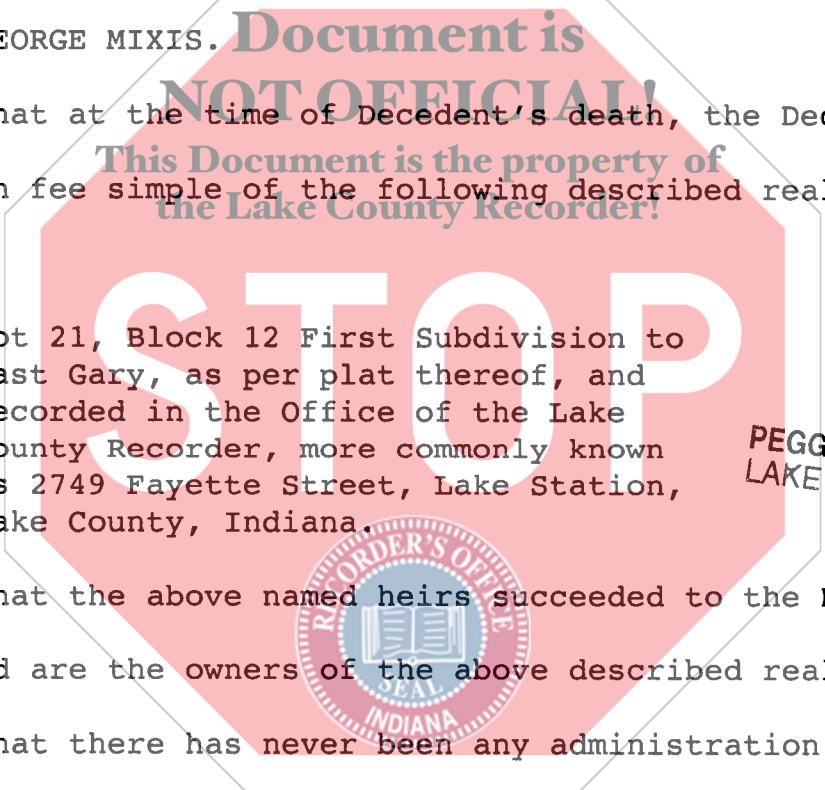 EORGE MIXIS.
Document is
NOT OFFICIAL!
hat at the time of Decedent's death, the Dec
This Document is the property of
n fee simple of the following described real
the Lake County Recorder!
STOP
ot 21, Block 12 First Subdivision to
ast Gary, as per plat thereof, and
ecorded in the Office of the Lake
ounty Recorder, more commonly known
s 2749 Fayette Street, Lake Station,
ake County, Indiana.
PEGG
LAKE
RECORDER'S OFFICE
SEAL
INDIANA
hat the above named heirs succeeded to the
d are the owners of the above described real
hat there has never been any administration